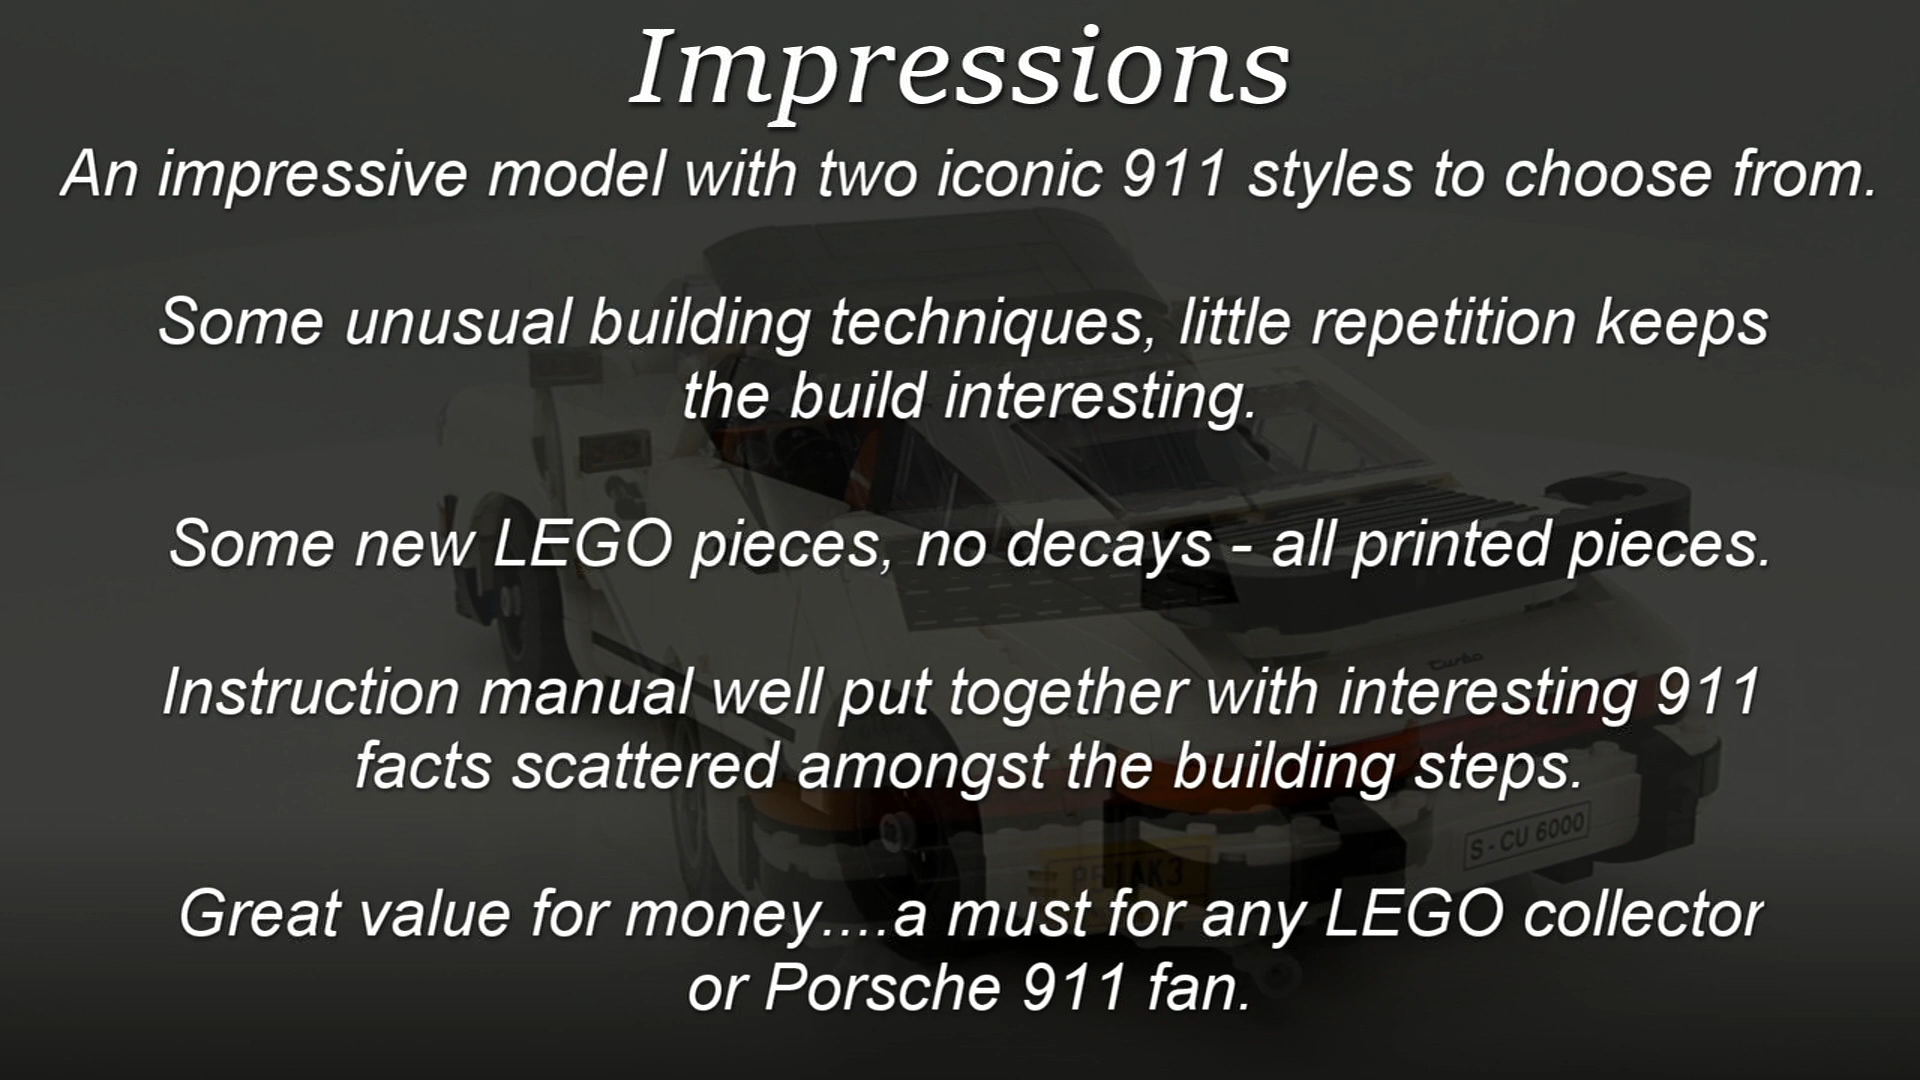 Impressions
An impressive model with two iconic 911 styles to choose from.
Some unusual building techniques, little repetition keeps
the build interesting.
Some new LEGO pieces, no decays - all printed pieces.
Turbo
Instruction manual well put together with interesting 911
facts scattered amongst the building steps.
S-CU 6000
Great value for money....a must for any LEGO collector
or Porsche 911 fan.